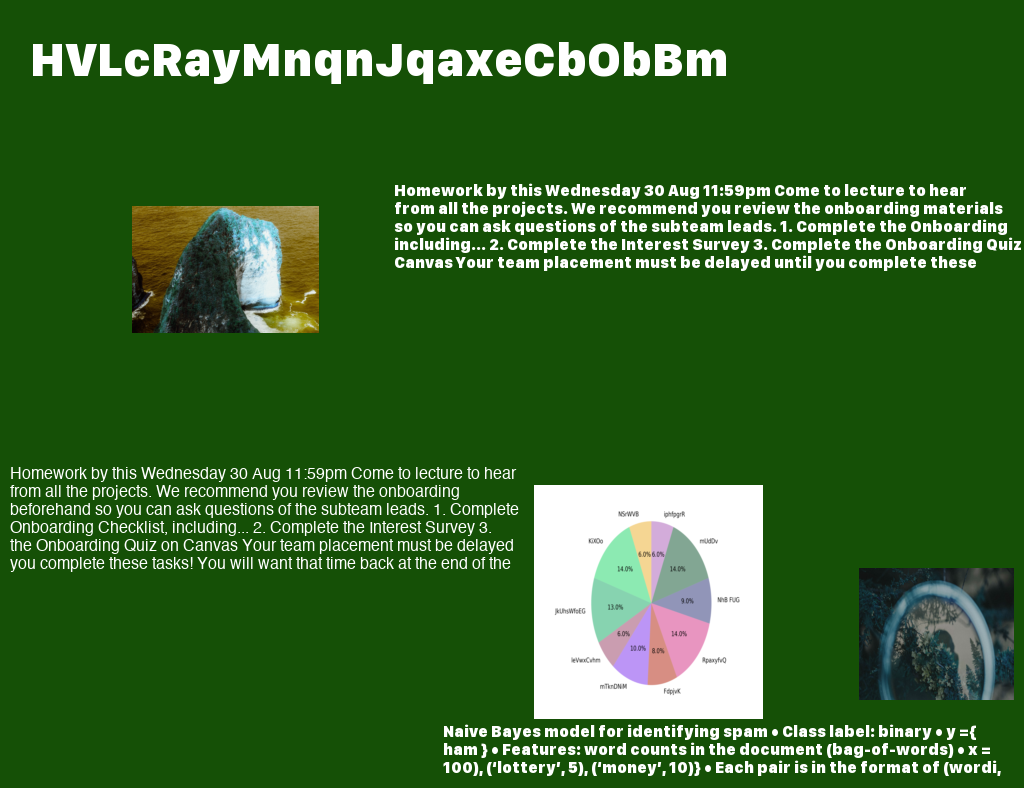 HVLcRayMnqnJqaxeCbObBm
Homework by this Wednesday 30 Aug 11:59pm Come to lecture to hear
from all the projects. We recommend you review the onboarding materials
so you can ask questions of the subteam leads. 1. Complete the Onboarding
including... 2. Complete the Interest Survey 3. Complete the Onboarding Quiz
Canvas Your team placement must be delayed until you complete these
Homework by this Wednesday 30 Aug 11:59pm Come to lecture to hear
from all the projects. We recommend you review the onboarding
beforehand so you can ask questions of the subteam leads. 1. Complete
Onboarding Checklist, including... 2. Complete the Interest Survey 3.
the Onboarding Quiz on Canvas Your team placement must be delayed
you complete these tasks! You will want that time back at the end of the
NSrWVB
iphfpgrR
KiXOo
mUdDv
6.0%
6.0%
14.0%
14.0%
NhB FUG
9.0%
JkUhsWfoEG
13.0%
6.0%
14.0%
10.0%
8.0%
leVwxCvhm
RpaxyfvQ
mTknDNiM
FdpjvK
Naive Bayes model for identifying spam • Class label: binary • y ={
ham } • Features: word counts in the document (bag-of-words) • x =
100), (‘lottery’, 5), (‘money’, 10)} • Each pair is in the format of (wordi,